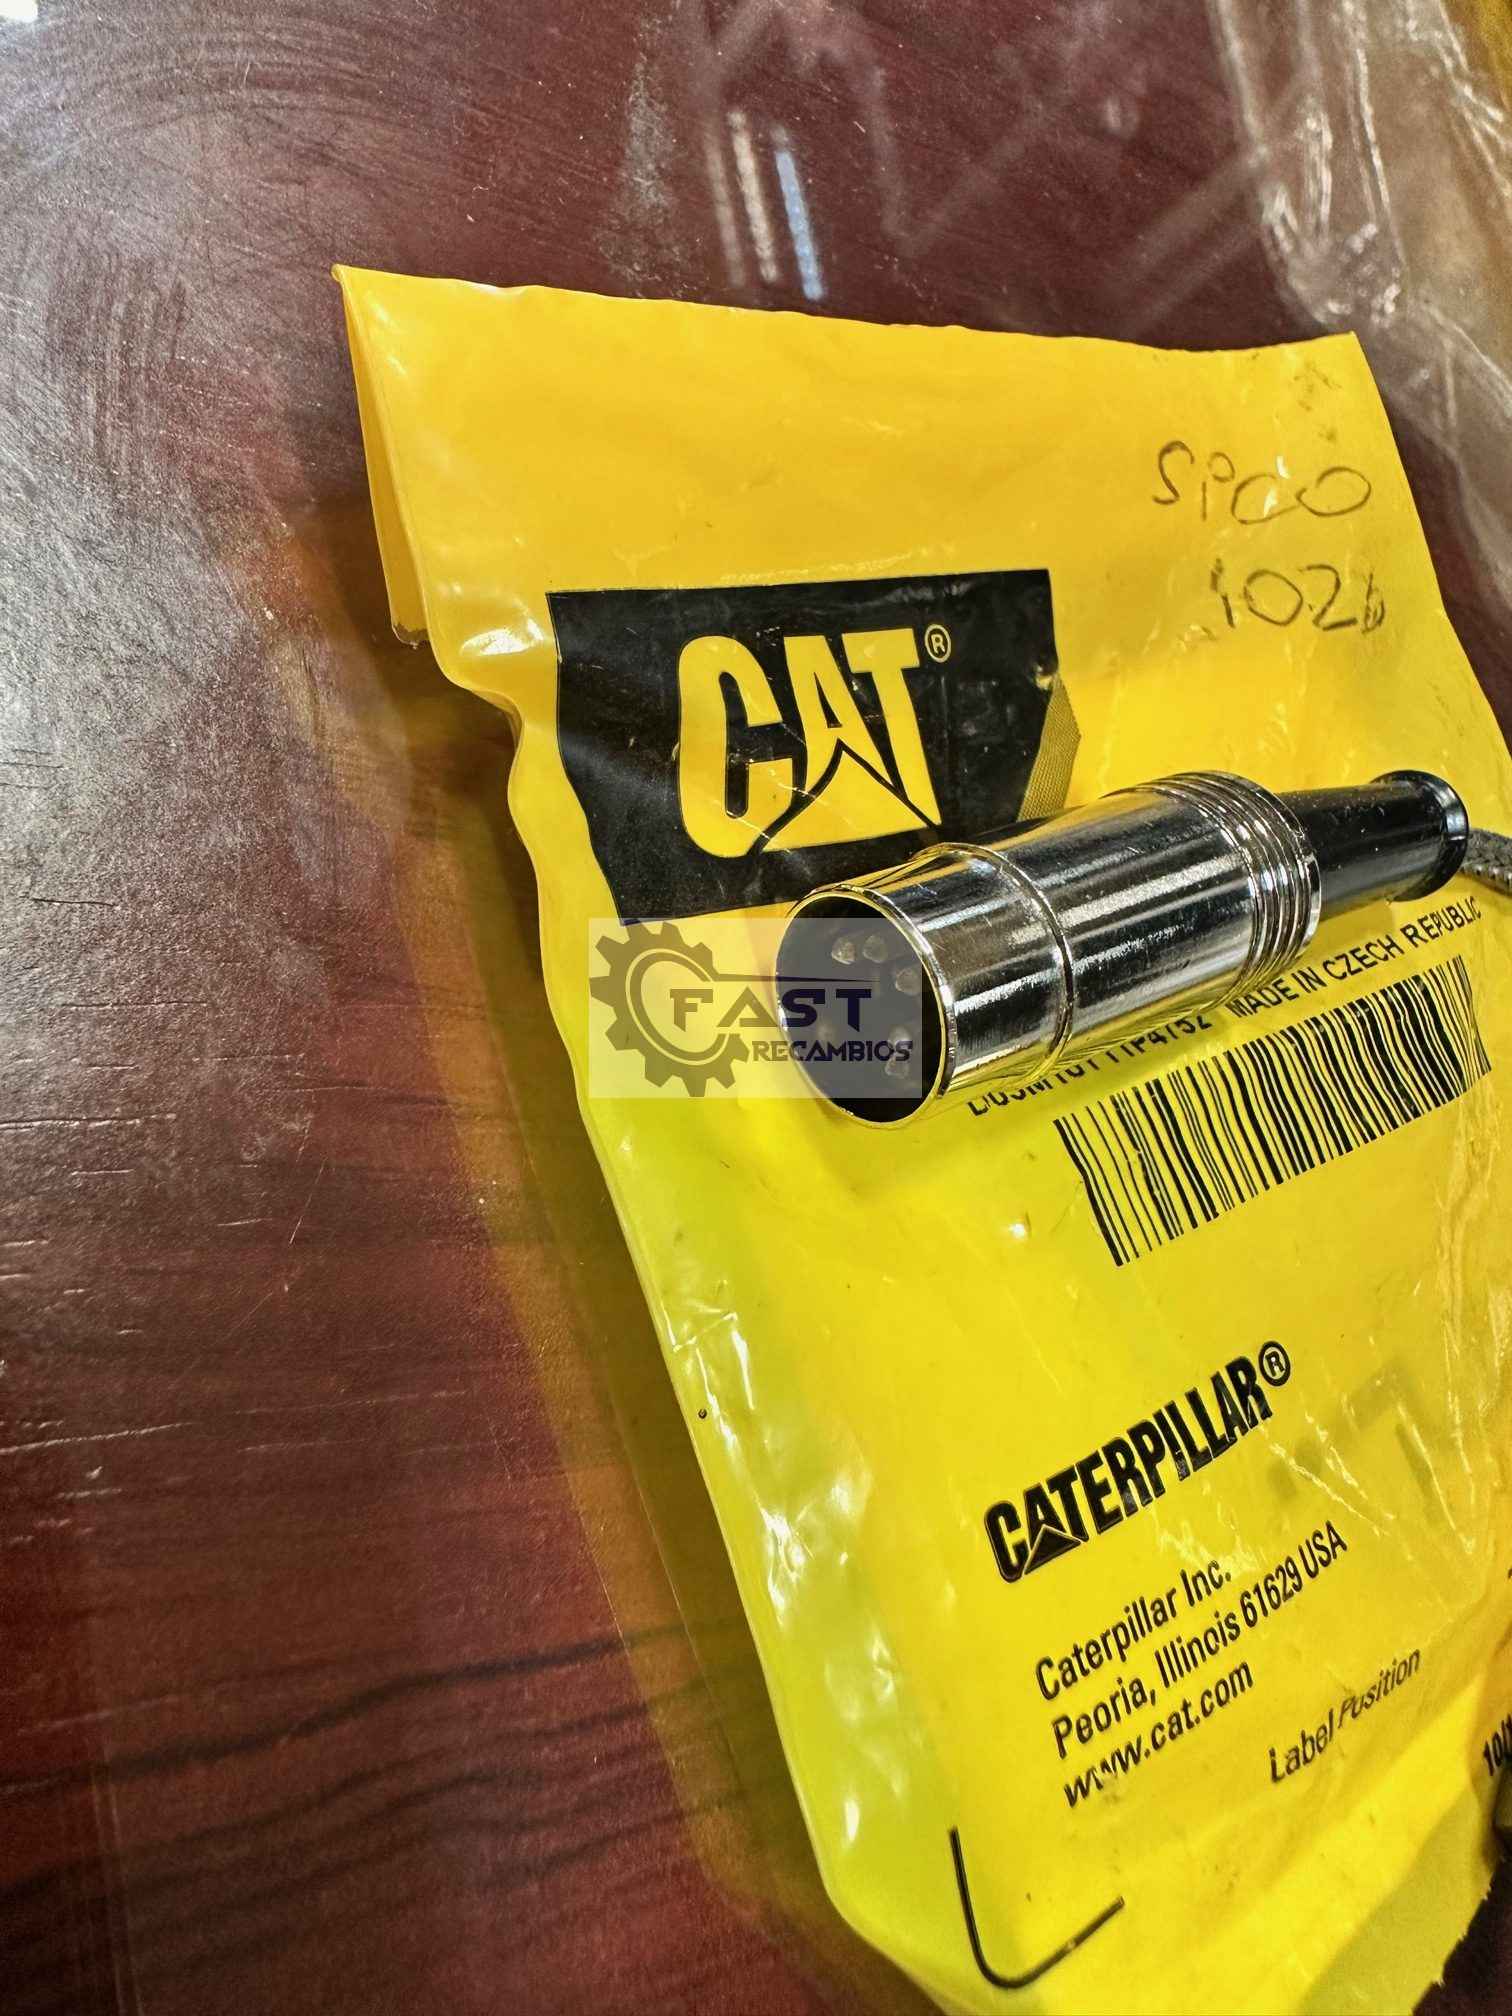 SPOO
1026
CAT®
FAST
RECAMBIOS
MADE IN CZECH REPUBLIC
CATERPILLAR®
Caterpillar Inc.
Peoria, Illinois 61629 USA
www.cat.com
Label Position